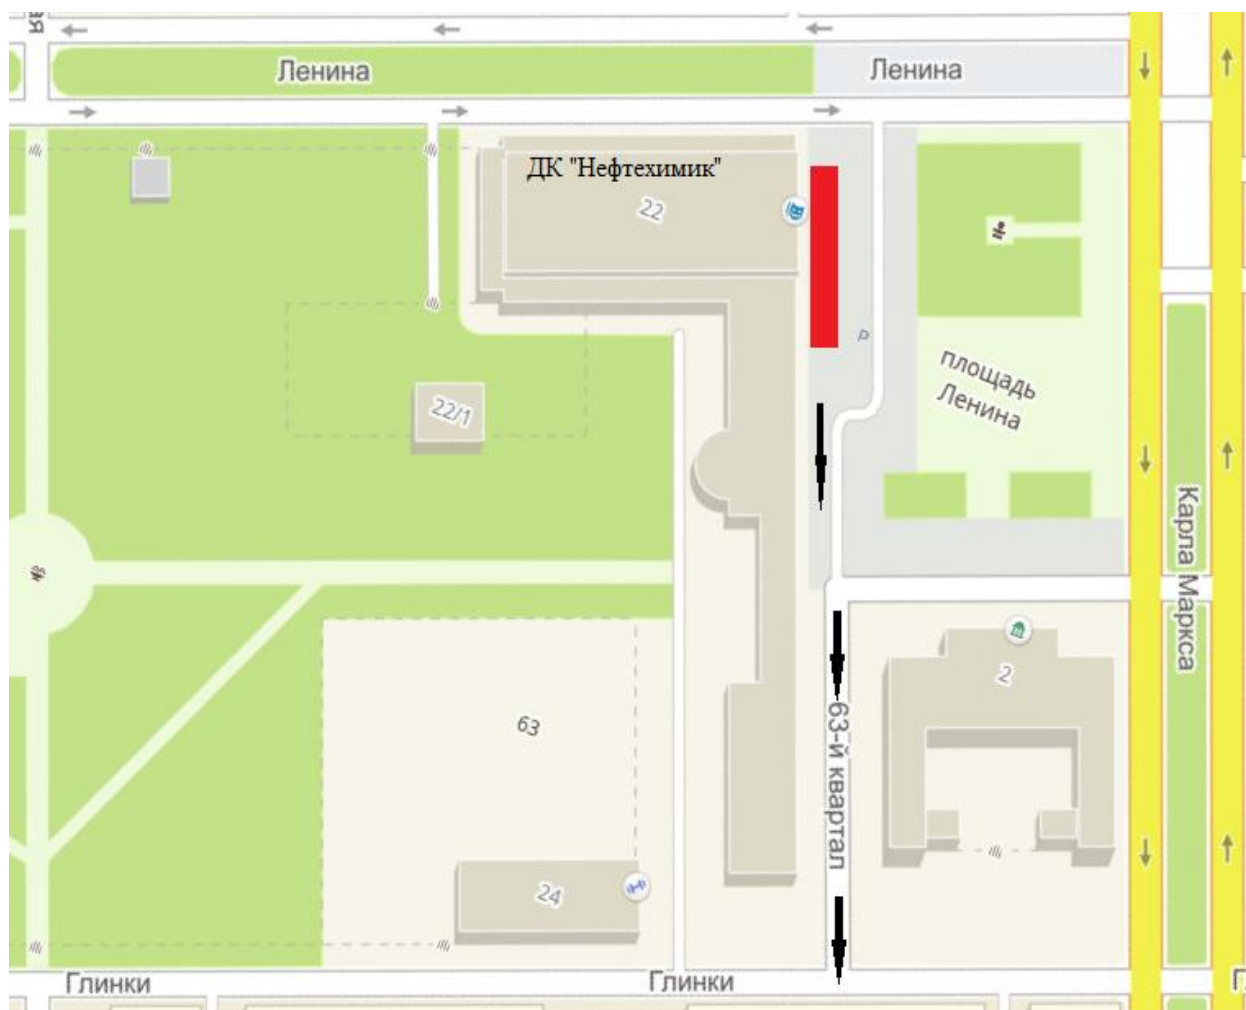 Ленина
Ленина
ДК "Нефтехимик"
22
P
площадь
Ленина
22/1
Карла Маркса
2
63
63-й квартал
24
Глинки
Глинки